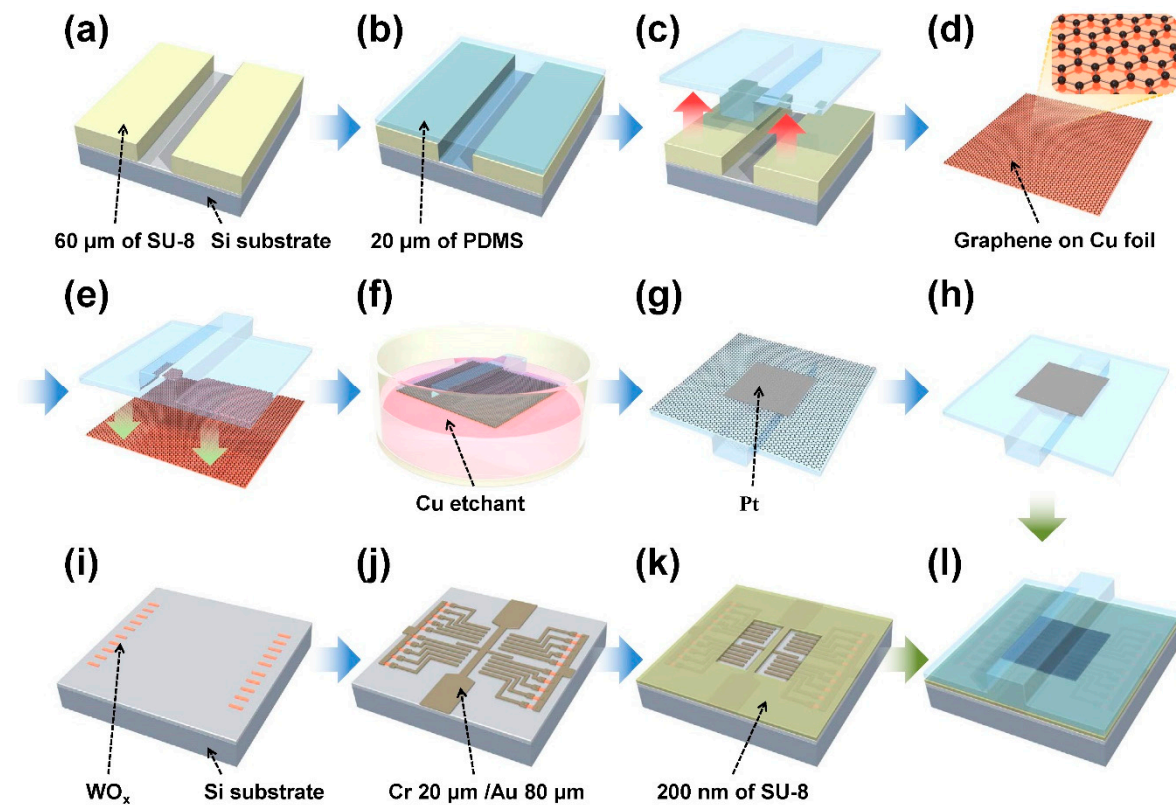 (a) (b) (c) (d)
60 μm of SU-8 Si substrate 20 μm of PDMS Graphene on Cu foil
(e) (f) (g) (h)
Cu etchant Pt
(i) (j) (k) (l)
WOx Si substrate Cr 20 μm /Au 80 μm 200 nm of SU-8